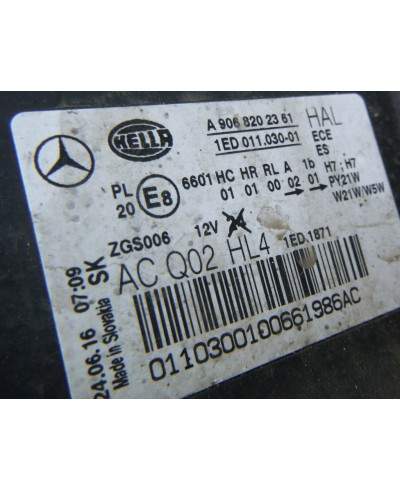 HELLA
A 906 820 23 61 HAL
1ED 011.030-01 ECE
ES
PL 20 E8 6601 HC HR RL A 1b H7 ; H7
01 01 00 02 01 PY21W
W21W/W5W
ZGS006 12V
AC Q02 HL4 1ED.1871
24.06.16 07:09
Made in Slovakia SK
0110300100661986AC